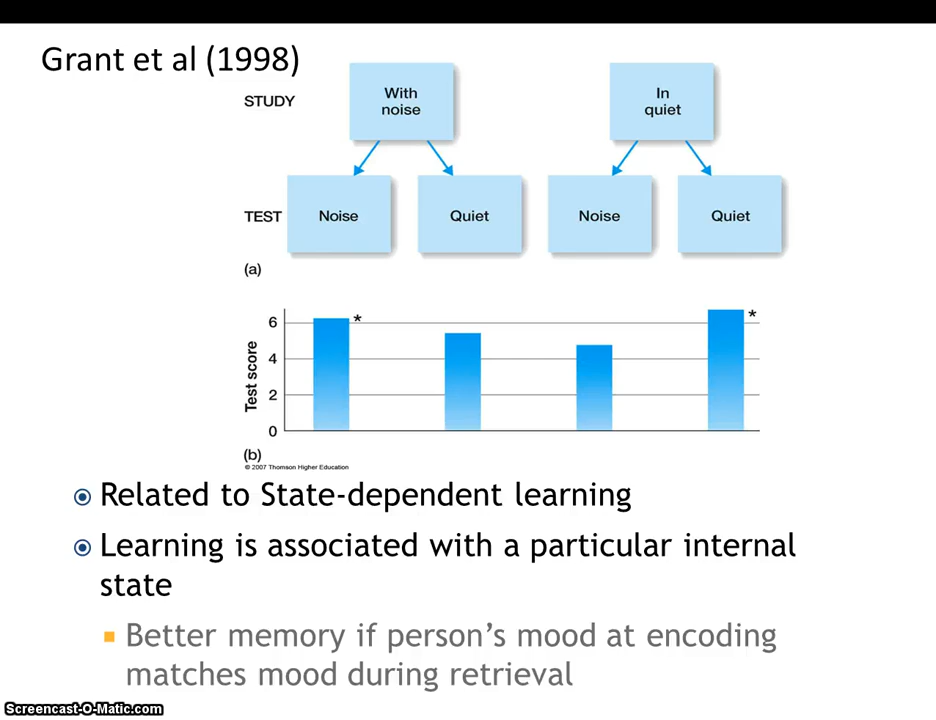 Grant et al (1998)
STUDY
With
noise
In
quiet
TEST
Noise
Quiet
Noise
Quiet
(a)
6
4
2
0
Test score
*
*
(b)
© 2007 Thomson Higher Education
Related to State-dependent learning
Learning is associated with a particular internal
state
Better memory if person’s mood at encoding
matches mood during retrieval
Screencast-O-Matic.com